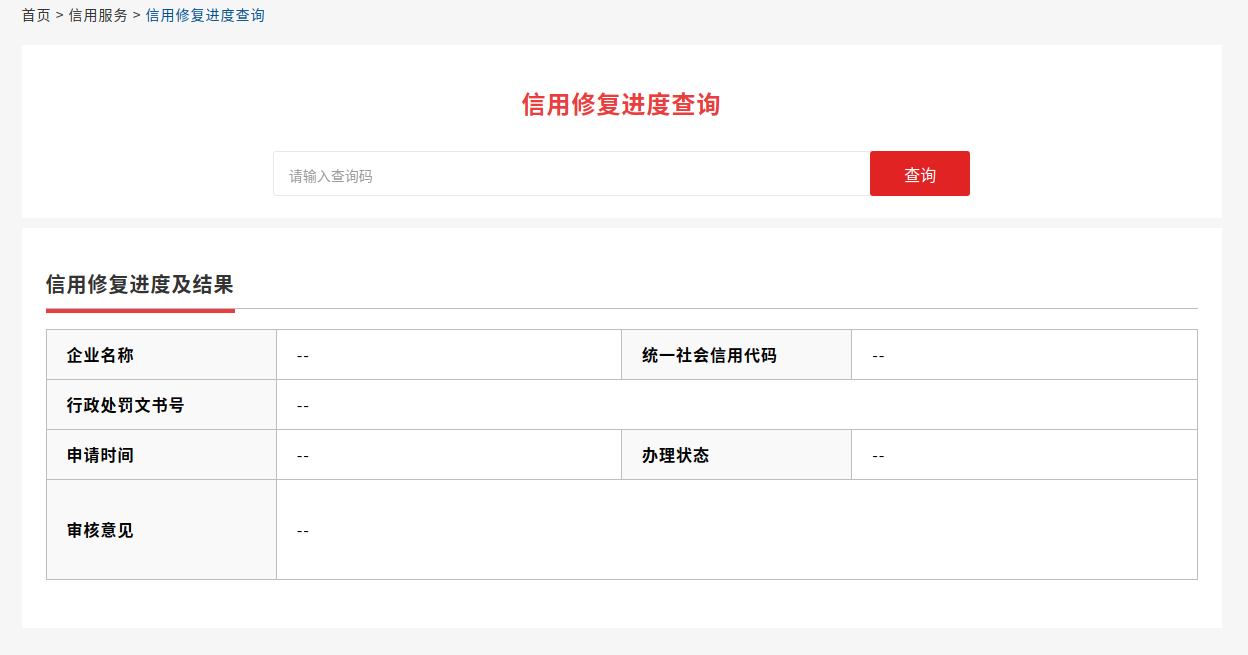 首页 > 信用服务 > 信用修复进度查询
信用修复进度查询
请输入查询码 查询
信用修复进度及结果
企业名称 -- 统一社会信用代码 --
行政处罚文书号 --
申请时间 -- 办理状态 --
审核意见 --